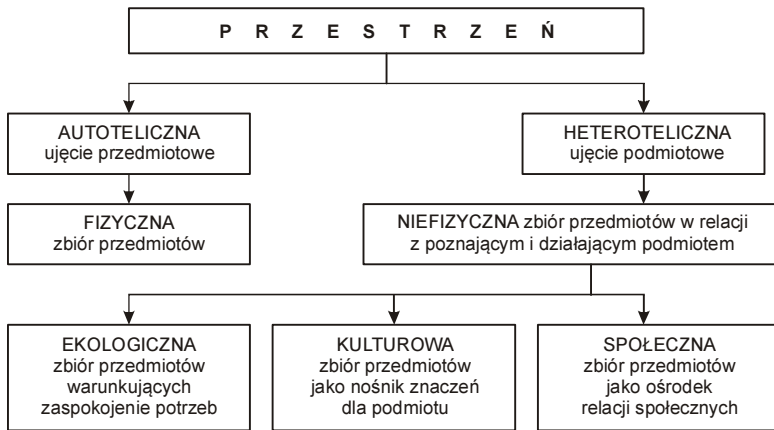 P R Z E S T R Z E Ń
AUTOTELICZNA
ujęcie przedmiotowe
HETEROTELICZNA
ujęcie podmiotowe
FIZYCZNA
zbiór przedmiotów
NIEFIZYCZNA zbiór przedmiotów w relacji
z poznającym i działającym podmiotem
EKOLOGICZNA
zbiór przedmiotów
warunkujących
zaspokojenie potrzeb
KULTUROWA
zbiór przedmiotów
jako nośnik znaczeń
dla podmiotu
SPOŁECZNA
zbiór przedmiotów
jako ośrodek
relacji społecznych